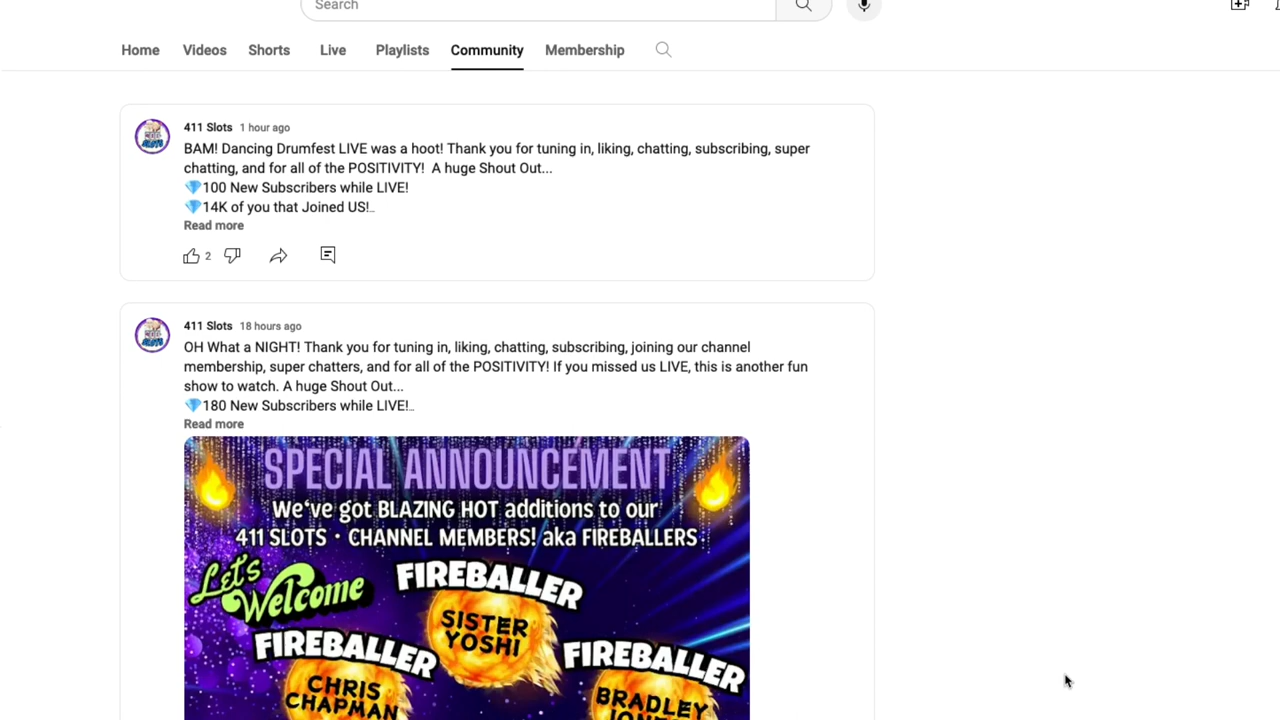 Search
Home Videos Shorts Live Playlists Community Membership
411 Slots 1 hour ago
BAM! Dancing Drumfest LIVE was a hoot! Thank you for tuning in, liking, chatting, subscribing, super
chatting, and for all of the POSITIVITY! A huge Shout Out...
💎100 New Subscribers while LIVE!
💎14K of you that Joined US!...
Read more
2
411 Slots 18 hours ago
OH What a NIGHT! Thank you for tuning in, liking, chatting, subscribing, joining our channel
membership, super chatters, and for all of the POSITIVITY! If you missed us LIVE, this is another fun
show to watch. A huge Shout Out...
💎180 New Subscribers while LIVE!...
Read more
SPECIAL ANNOUNCEMENT
We've got BLAZING HOT additions to our
411 SLOTS • CHANNEL MEMBERS! aka FIREBALLERS
Let's
Welcome
FIREBALLER
SISTER
YOSHI
FIREBALLER
CHRIS
CHAPMAN
FIREBALLER
BRADLEY